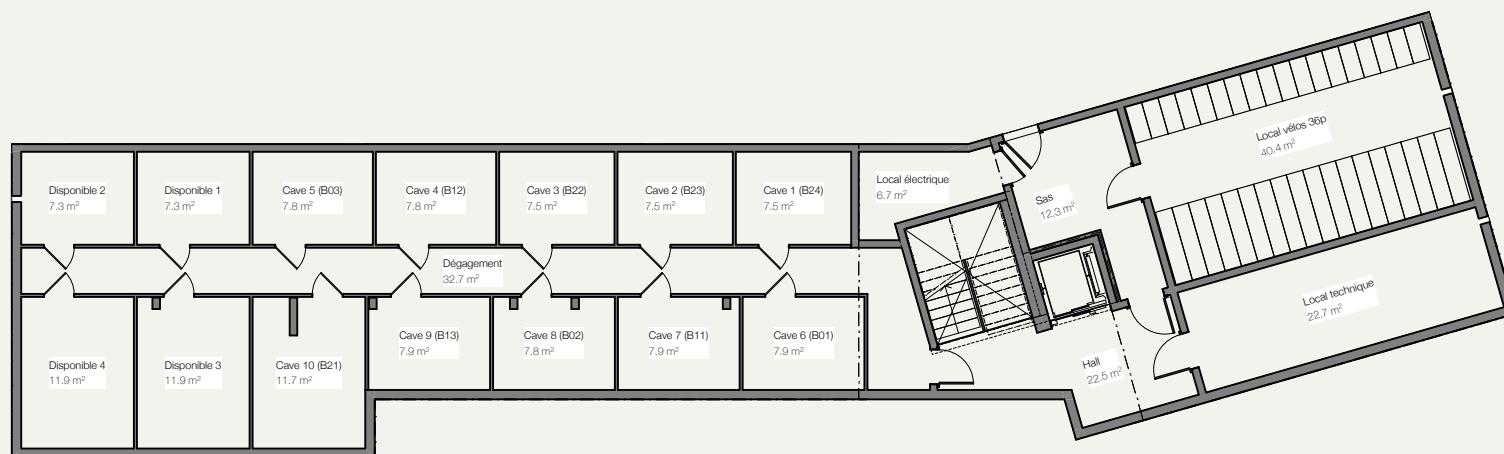 Disponible 2
7.3 m²
Disponible 1
7.3 m²
Cave 5 (B03)
7.8 m²
Cave 4 (B12)
7.8 m²
Cave 3 (B22)
7.5 m²
Cave 2 (B23)
7.5 m²
Cave 1 (B24)
7.5 m²
Local électrique
6.7 m²
Sas
12.3 m²
Local vélos 36p
40.4 m²
Dégagement
32.7 m²
Disponible 4
11.9 m²
Disponible 3
11.9 m²
Cave 10 (B21)
11.7 m²
Cave 9 (B13)
7.9 m²
Cave 8 (B02)
7.8 m²
Cave 7 (B11)
7.9 m²
Cave 6 (B01)
7.9 m²
Hall
22.5 m²
Local technique
22.7 m²